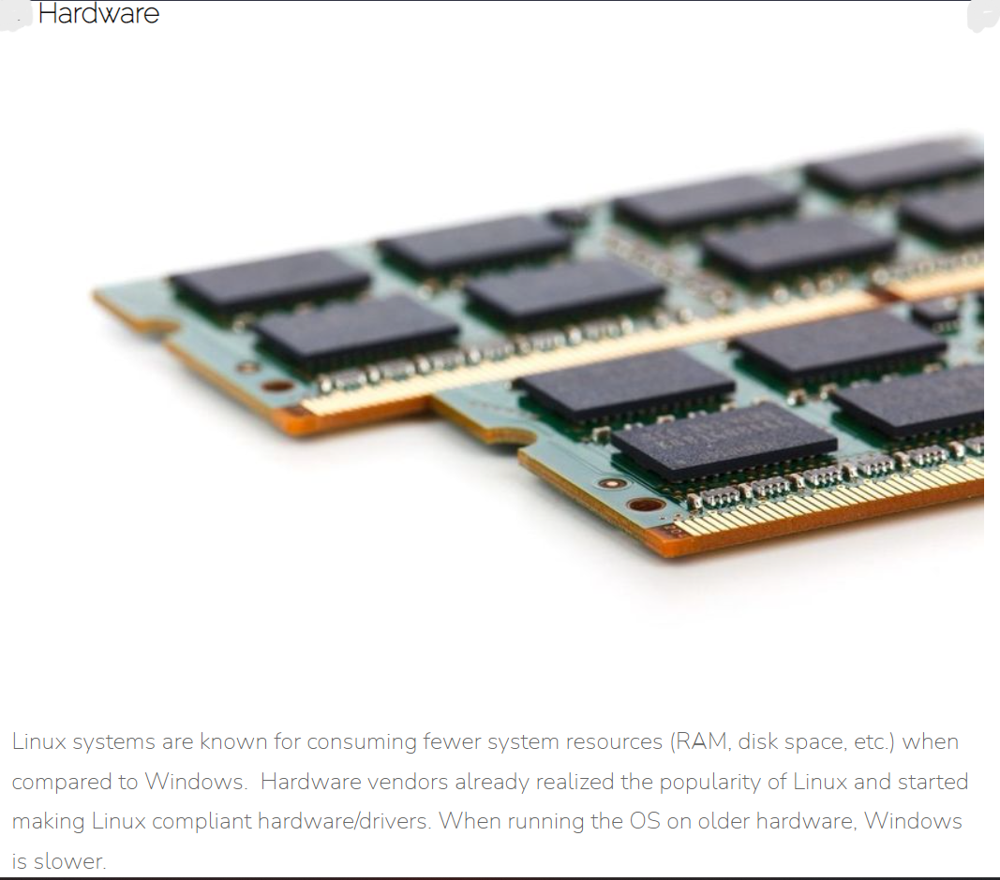 Hardware
Linux systems are known for consuming fewer system resources (RAM, disk space, etc.) when
compared to Windows.  Hardware vendors already realized the popularity of Linux and started
making Linux compliant hardware/drivers. When running the OS on older hardware, Windows
is slower.